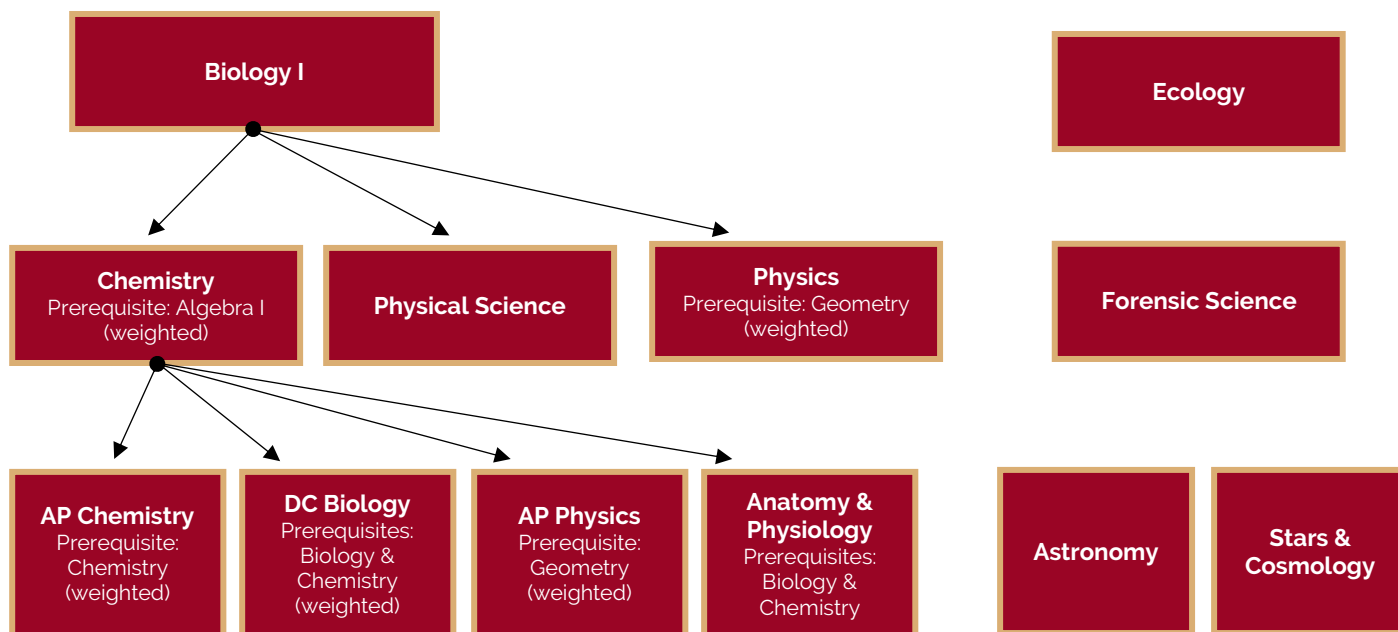 Biology I
Ecology
Chemistry
Prerequisite: Algebra I
(weighted)
Physical Science
Physics
Prerequisite: Geometry
(weighted)
Forensic Science
AP Chemistry
Prerequisite:
Chemistry
(weighted)
DC Biology
Prerequisites:
Biology &
Chemistry
(weighted)
AP Physics
Prerequisite:
Geometry
(weighted)
Anatomy &
Physiology
Prerequisites:
Biology &
Chemistry
Astronomy
Stars &
Cosmology